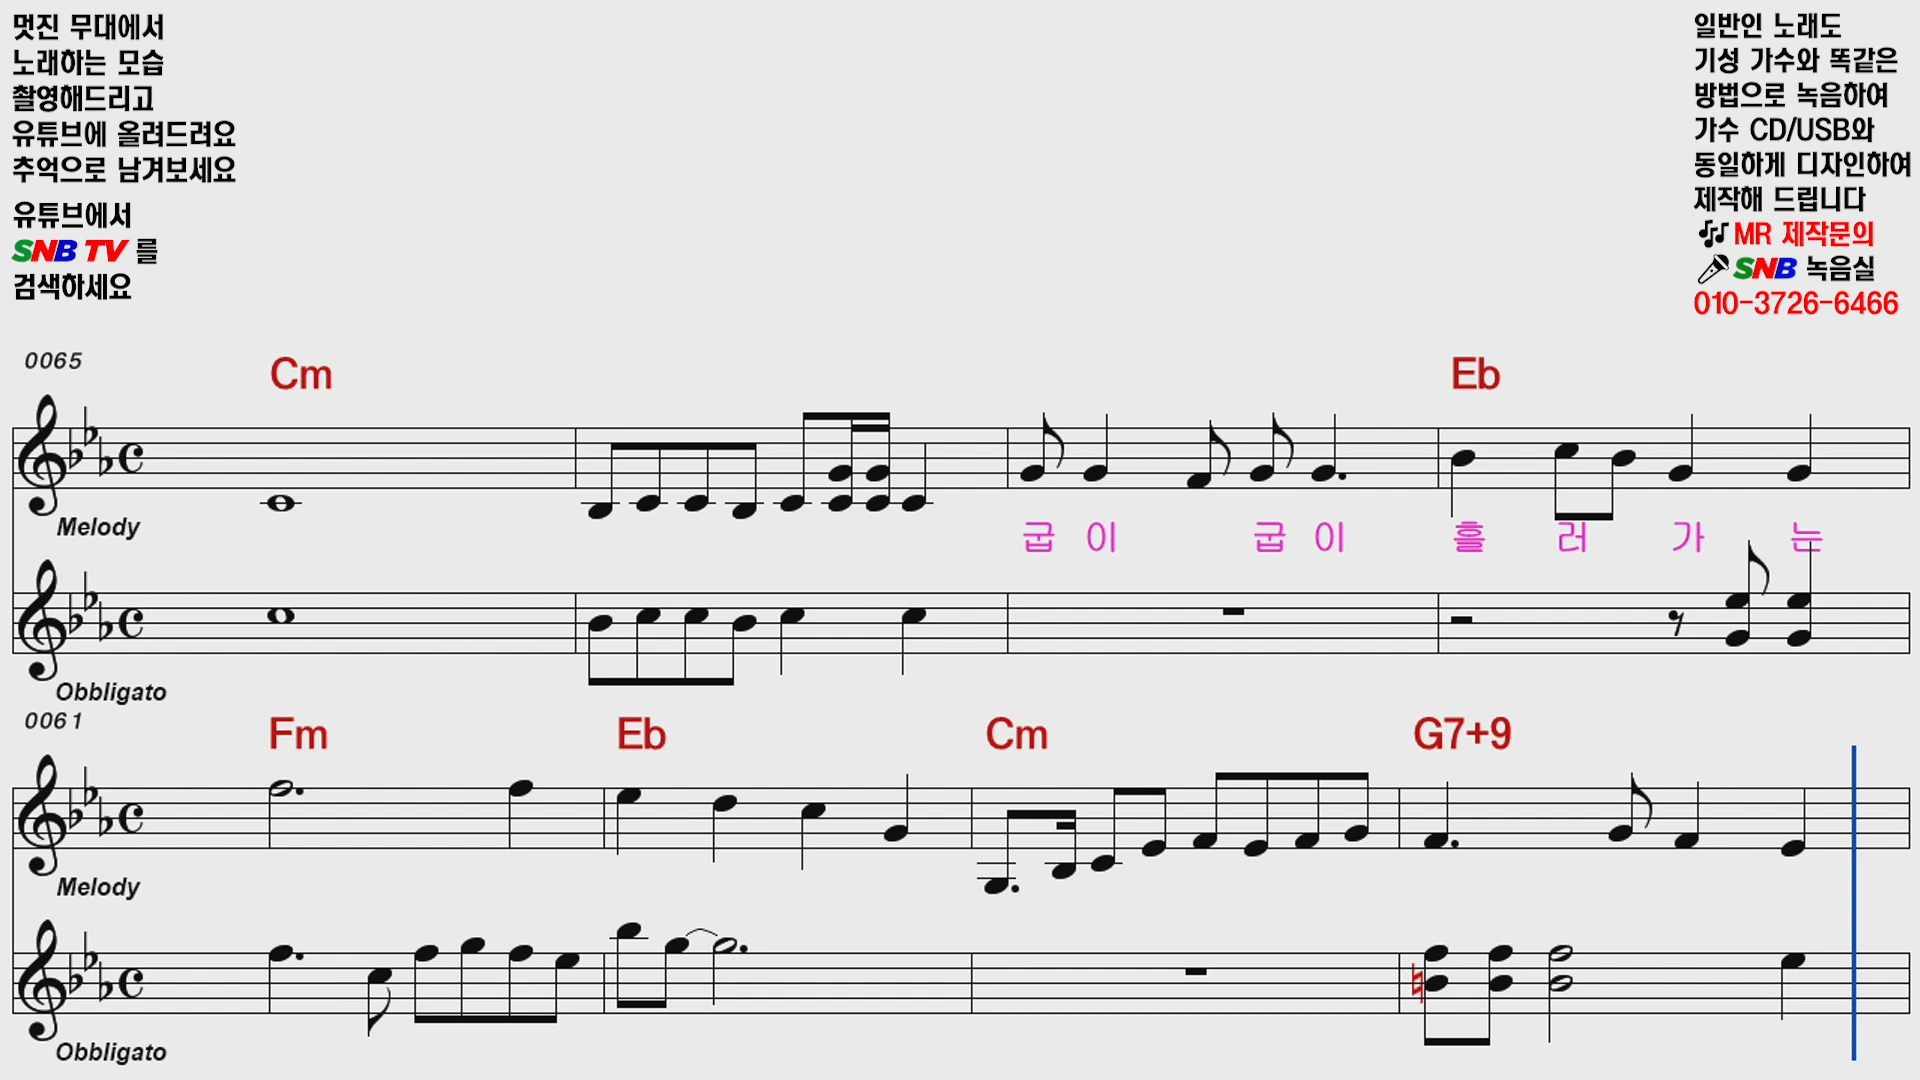 멋진 무대에서
노래하는 모습
촬영해드리고
유튜브에 올려드려요
추억으로 남겨보세요
유튜브에서
SNB TV 를
검색하세요
일반인 노래도
기성 가수와 똑같은
방법으로 녹음하여
가수 CD/USB와
동일하게 디자인하여
제작해 드립니다
MR 제작문의
SNB 녹음실
010-3726-6466
0065
Cm Eb
Melody
굽 이 굽 이 흘 러 가 는
Obbligato
0061
Fm Eb Cm G7+9
Melody
Obbligato